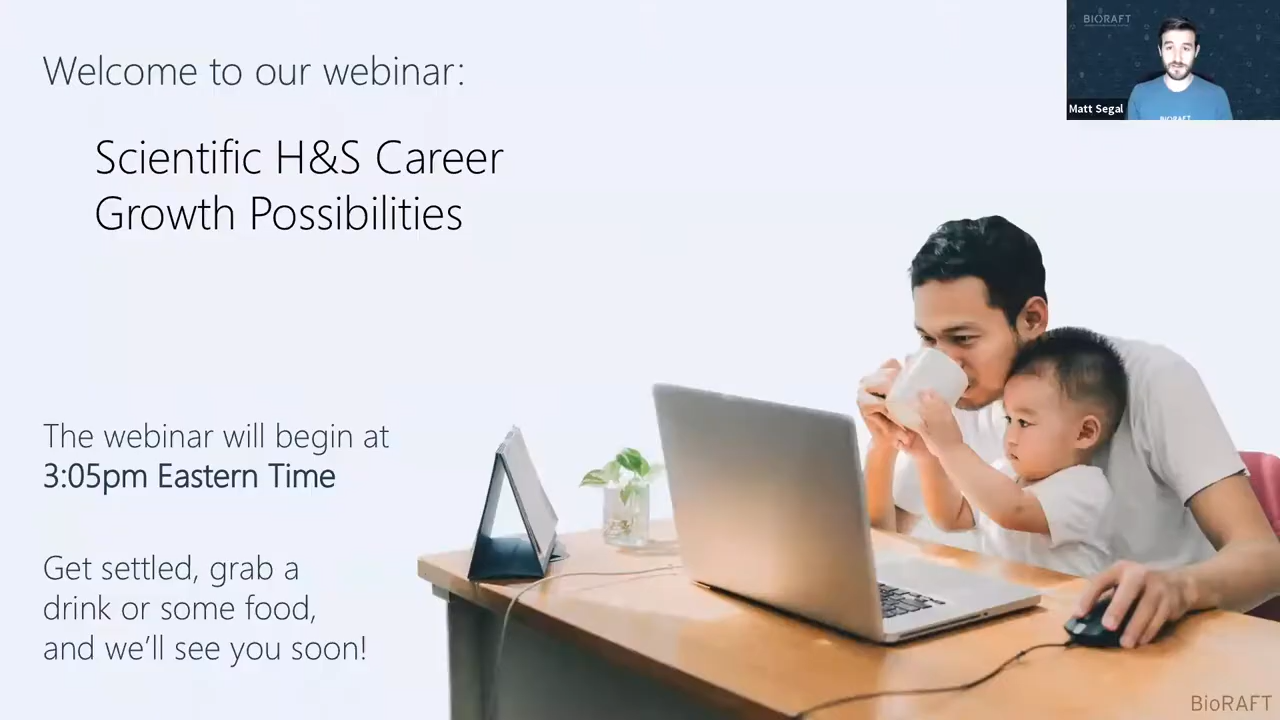 Welcome to our webinar:
Scientific H&S Career
Growth Possibilities
The webinar will begin at
3:05pm Eastern Time
Get settled, grab a
drink or some food,
and we’ll see you soon!
BIORAFT
Matt Segal
BIORAFT
BioRAFT